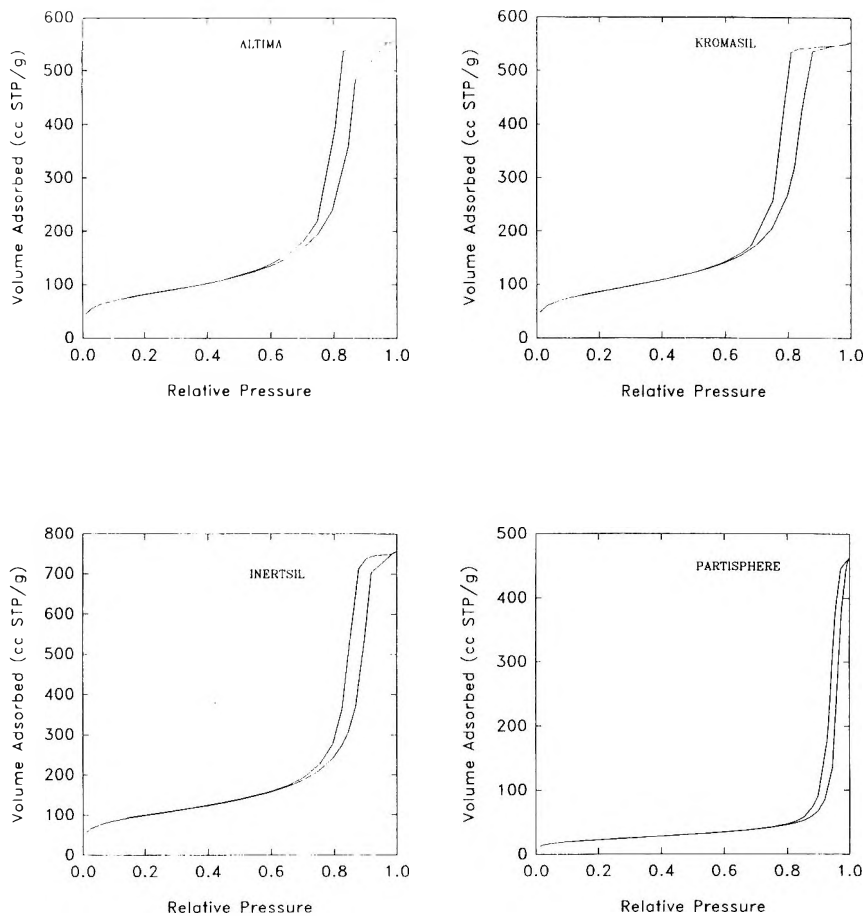 ALTIMA
Volume Adsorbed (cc STP/g)
600
500
400
300
200
100
0
0.0 0.2 0.4 0.6 0.8 1.0
Relative Pressure
KROMASIL
Volume Adsorbed (cc STP/g)
600
500
400
300
200
100
0
0.0 0.2 0.4 0.6 0.8 1.0
Relative Pressure
INERTSIL
Volume Adsorbed (cc STP/g)
800
700
600
500
400
300
200
100
0
0.0 0.2 0.4 0.6 0.8 1.0
Relative Pressure
PARTISPHERE
Volume Adsorbed (cc STP/g)
500
400
300
200
100
0
0.0 0.2 0.4 0.6 0.8 1.0
Relative Pressure